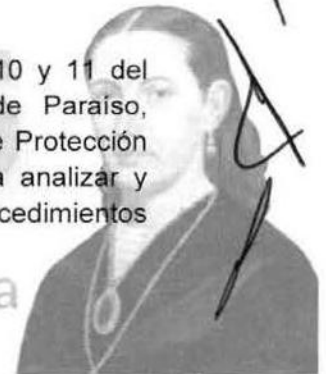 10 y 11 del
de Paraíso,
e Protección
a analizar y
cedimientos
a